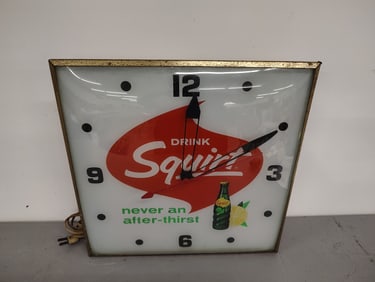 12
DRINK
Squirt
9 3
never an
after-thirst
6